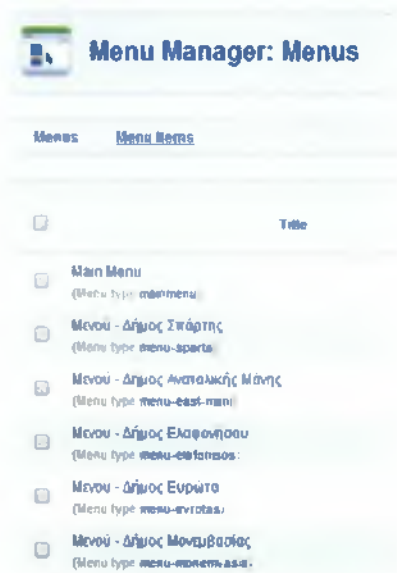 Menu Manager: Menus
Menus Menu Items
Title
Main Menu
(Menu type mainmenu)
Μενού - Δήμος Σπάρτης
(Menu type menu-sparta)
Μενού - Δήμος Ανατολικής Μάνης
(Menu type menu-east-mani)
Μενού - Δήμος Ελαφονήσου
(Menu type menu-elafonisos)
Μενού - Δήμος Ευρώτα
(Menu type menu-evrotas)
Μενού - Δήμος Μονεμβασίας
(Menu type menu-monemvasia)